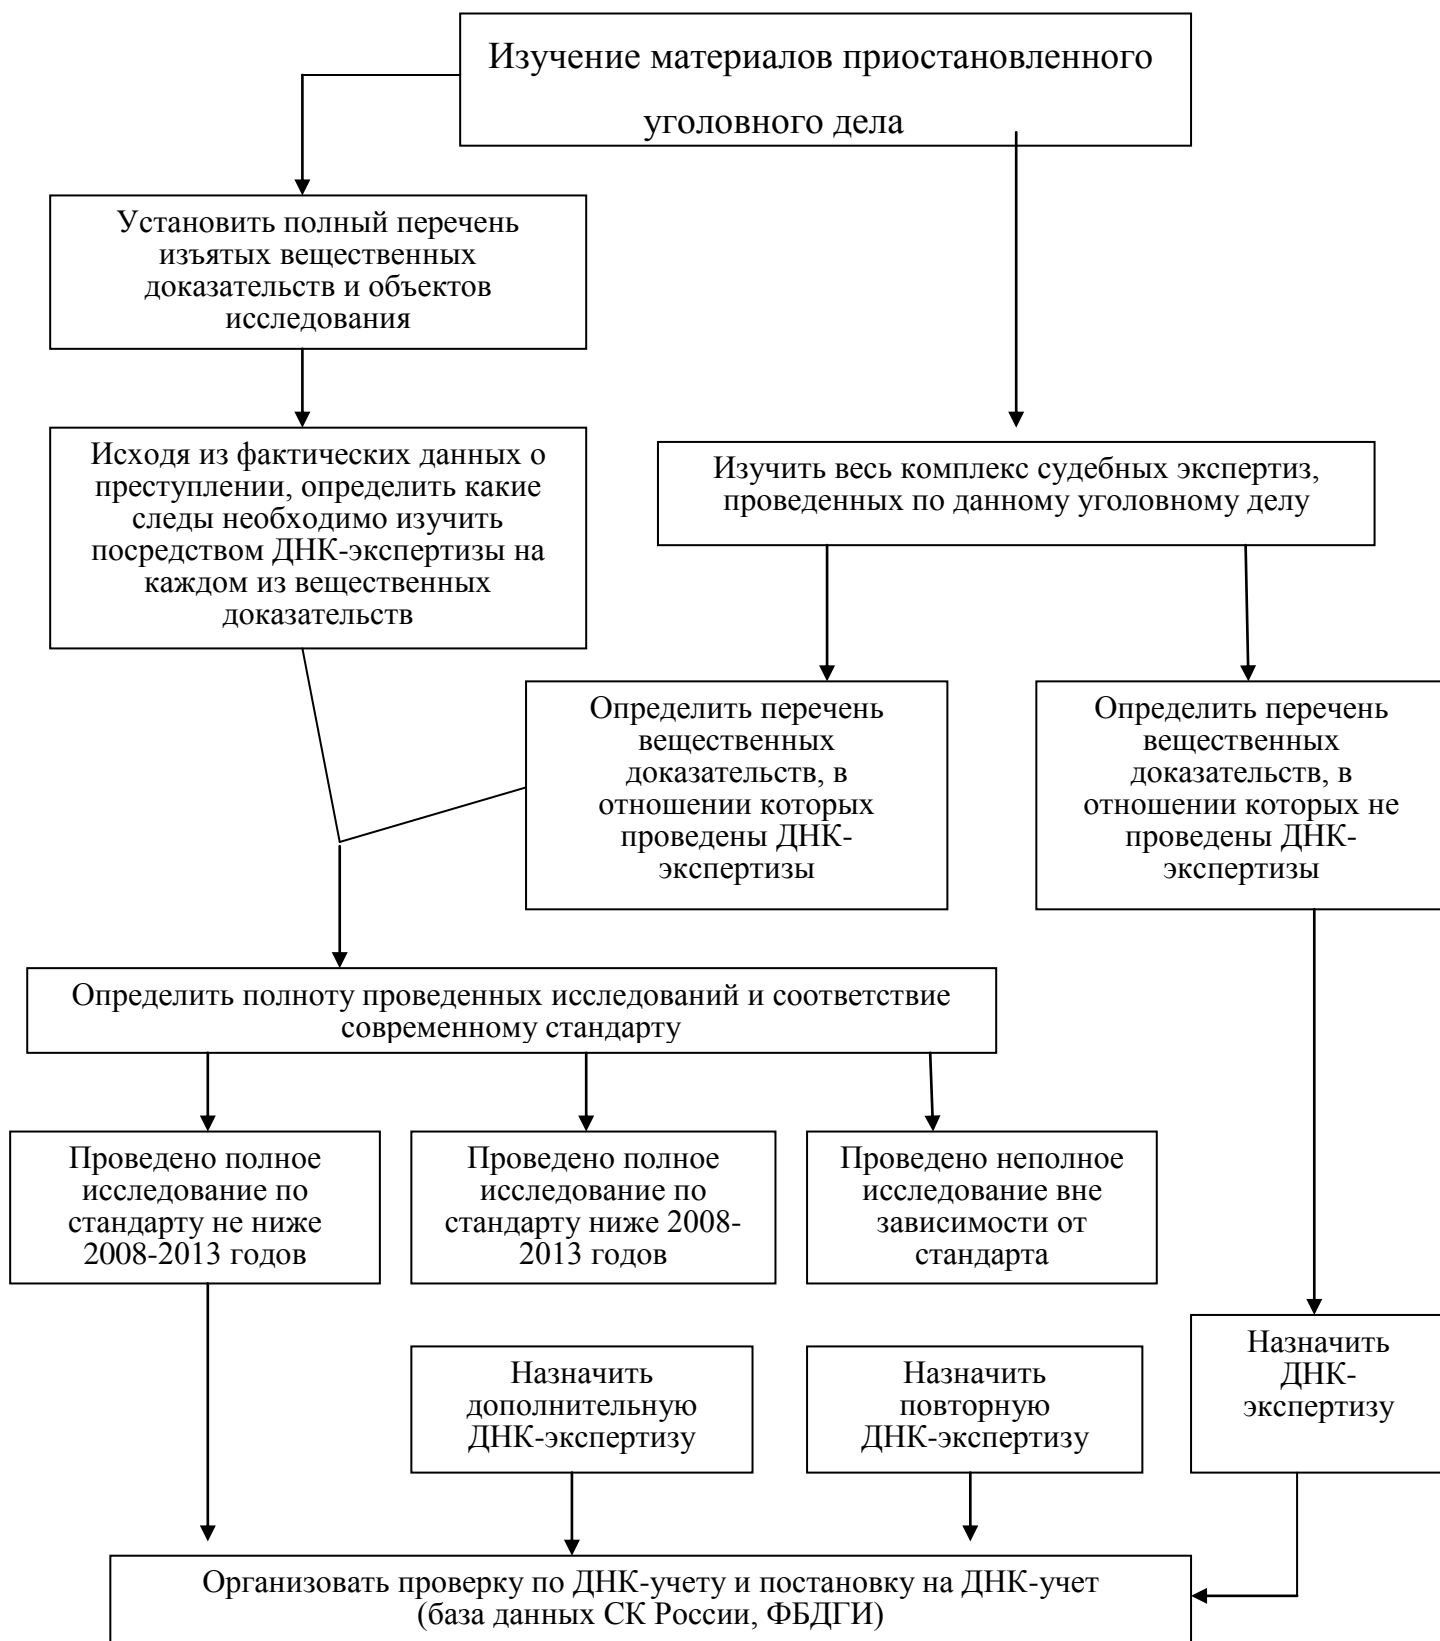 Изучение материалов приостановленного
уголовного дела
Установить полный перечень
изъятых вещественных
доказательств и объектов
исследования
Исходя из фактических данных о
преступлении, определить какие
следы необходимо изучить
посредством ДНК-экспертизы на
каждом из вещественных
доказательств
Изучить весь комплекс судебных экспертиз,
проведенных по данному уголовному делу
Определить перечень
вещественных
доказательств, в
отношении которых
проведены ДНК-
экспертизы
Определить перечень
вещественных
доказательств, в
отношении которых не
проведены ДНК-
экспертизы
Определить полноту проведенных исследований и соответствие
современному стандарту
Проведено полное
исследование по
стандарту не ниже
2008-2013 годов
Проведено полное
исследование по
стандарту ниже 2008-
2013 годов
Проведено неполное
исследование вне
зависимости от
стандарта
Назначить
дополнительную
ДНК-экспертизу
Назначить
повторную
ДНК-экспертизу
Назначить
ДНК-
экспертизу
Организовать проверку по ДНК-учету и постановку на ДНК-учет
(база данных СК России, ФБДГИ)